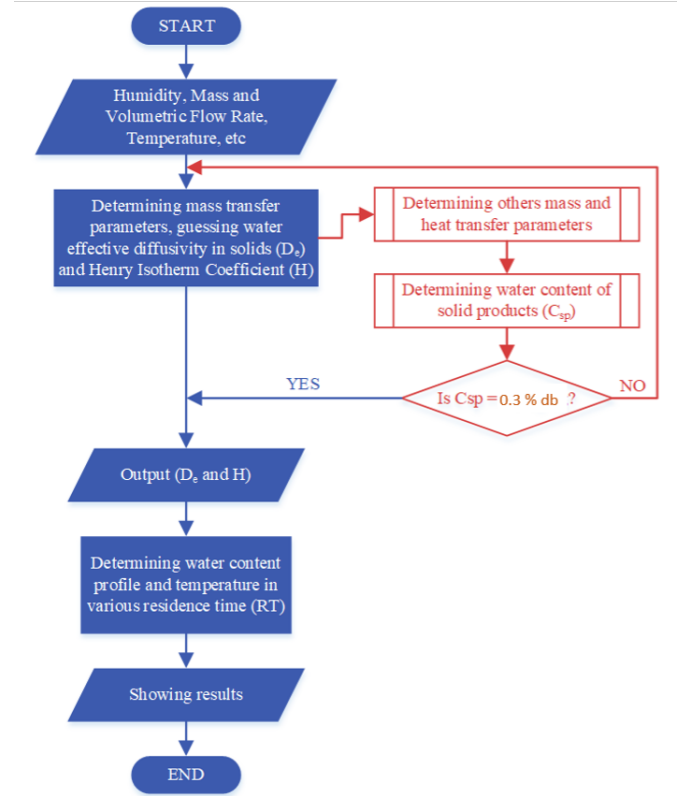 START
Humidity, Mass and
Volumetric Flow Rate,
Temperature, etc
Determining mass transfer
parameters, guessing water
effective diffusivity in solids (Dₑ)
and Henry Isotherm Coefficient (H)
Determining others mass and
heat transfer parameters
Determining water content of
solid products (Cₛₚ)
YES
Is Csp = 0.3 % db .?
NO
Output (Dₑ and H)
Determining water content
profile and temperature in
various residence time (RT)
Showing results
END